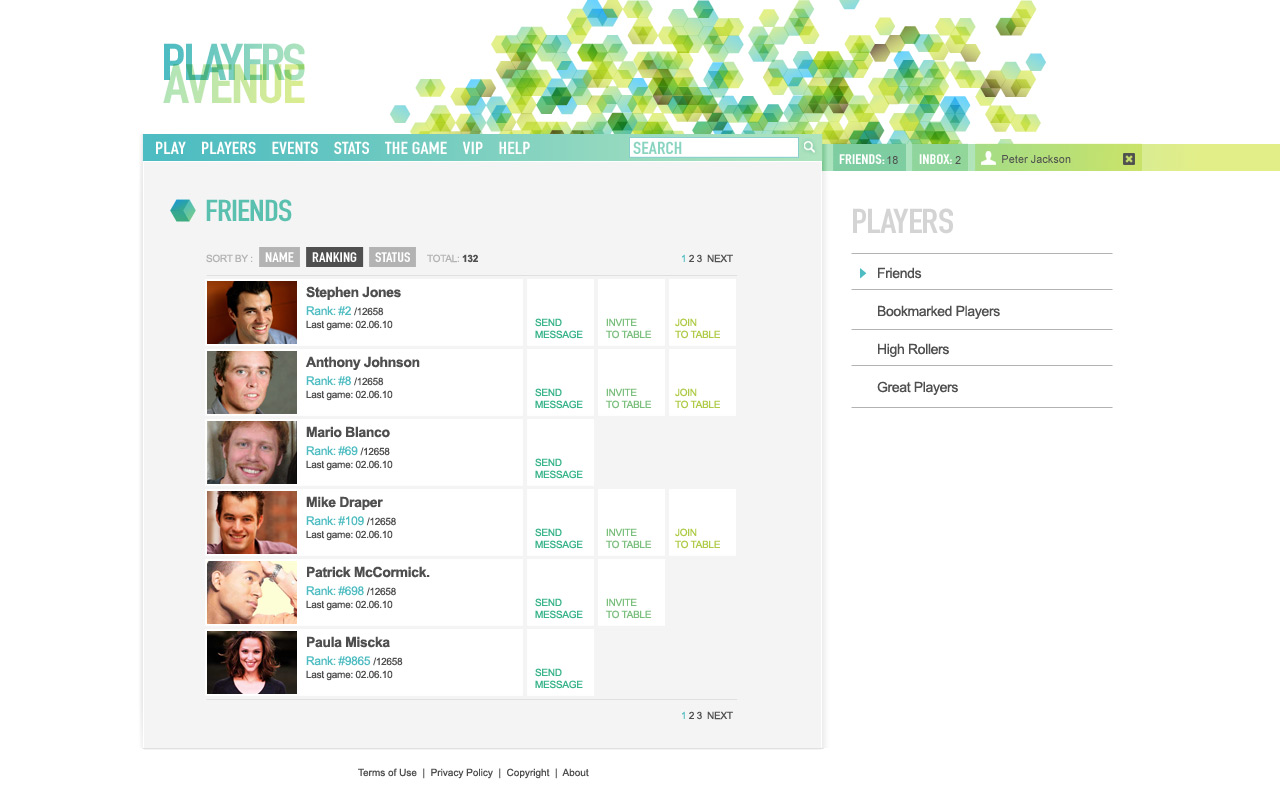 PLAYERS
AVENUE
PLAY PLAYERS EVENTS STATS THE GAME VIP HELP SEARCH
FRIENDS: 18 INBOX: 2 Peter Jackson
FRIENDS
SORT BY : NAME RANKING STATUS TOTAL: 132 1 2 3 NEXT
Stephen Jones
Rank: #2 /12658
Last game: 02.06.10
SEND
MESSAGE
INVITE
TO TABLE
JOIN
TO TABLE
Anthony Johnson
Rank: #8 /12658
Last game: 02.06.10
SEND
MESSAGE
INVITE
TO TABLE
JOIN
TO TABLE
Mario Blanco
Rank: #69 /12658
Last game: 02.06.10
SEND
MESSAGE
Mike Draper
Rank: #109 /12658
Last game: 02.06.10
SEND
MESSAGE
INVITE
TO TABLE
JOIN
TO TABLE
Patrick McCormick.
Rank: #698 /12658
Last game: 02.06.10
SEND
MESSAGE
INVITE
TO TABLE
Paula Miscka
Rank: #9865 /12658
Last game: 02.06.10
SEND
MESSAGE
1 2 3 NEXT
PLAYERS
Friends
Bookmarked Players
High Rollers
Great Players
Terms of Use | Privacy Policy | Copyright | About